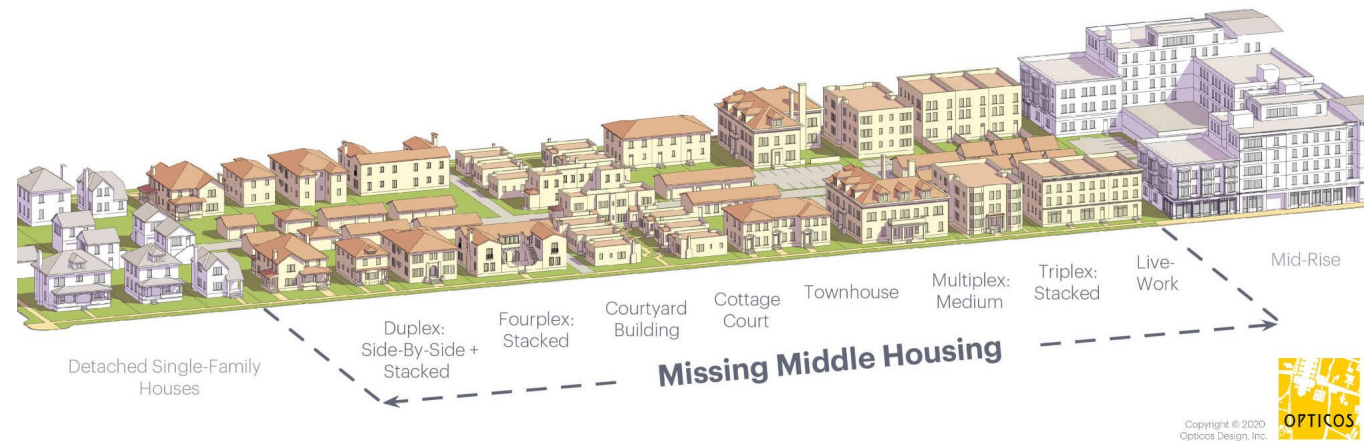 Detached Single-Family
Houses
Duplex:
Side-By-Side +
Stacked
Fourplex:
Stacked
Courtyard
Building
Cottage
Court
Townhouse
Multiplex:
Medium
Triplex:
Stacked
Live-
Work
Mid-Rise
Missing Middle Housing
Copyright © 2020
Opticos Design, Inc.
OPTICOS